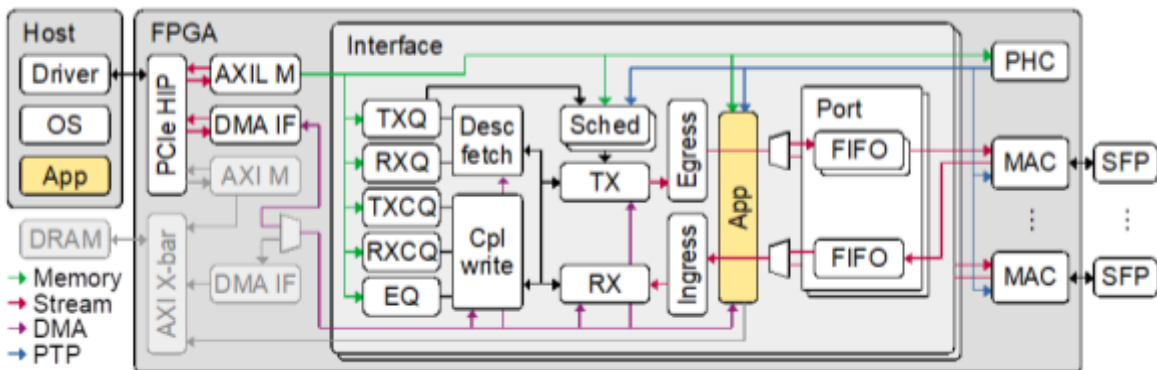 Host
Driver
OS
App
DRAM
Memory
Stream
DMA
PTP
FPGA
PCIe HIP
AXIL M
DMA IF
AXI M
AXI X-bar
DMA IF
Interface
TXQ
RXQ
TXCQ
RXCQ
EQ
Desc
fetch
Cpl
write
Sched
TX
RX
Egress
Ingress
App
Port
FIFO
FIFO
PHC
MAC
MAC
SFP
SFP